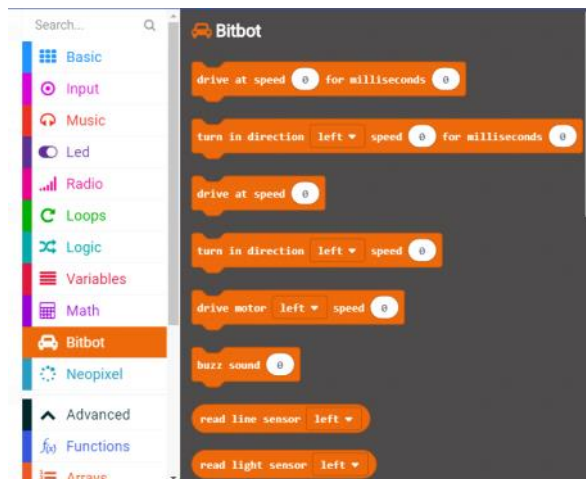 Search...
Basic
Input
Music
Led
Radio
Loops
Logic
Variables
Math
Bitbot
Neopixel
Advanced
f(x) Functions
Arrays
Bitbot
drive at speed 0 for milliseconds 0
turn in direction left speed 0 for milliseconds 0
drive at speed 0
turn in direction left speed 0
drive motor left speed 0
buzz sound 0
read line sensor left
read light sensor left